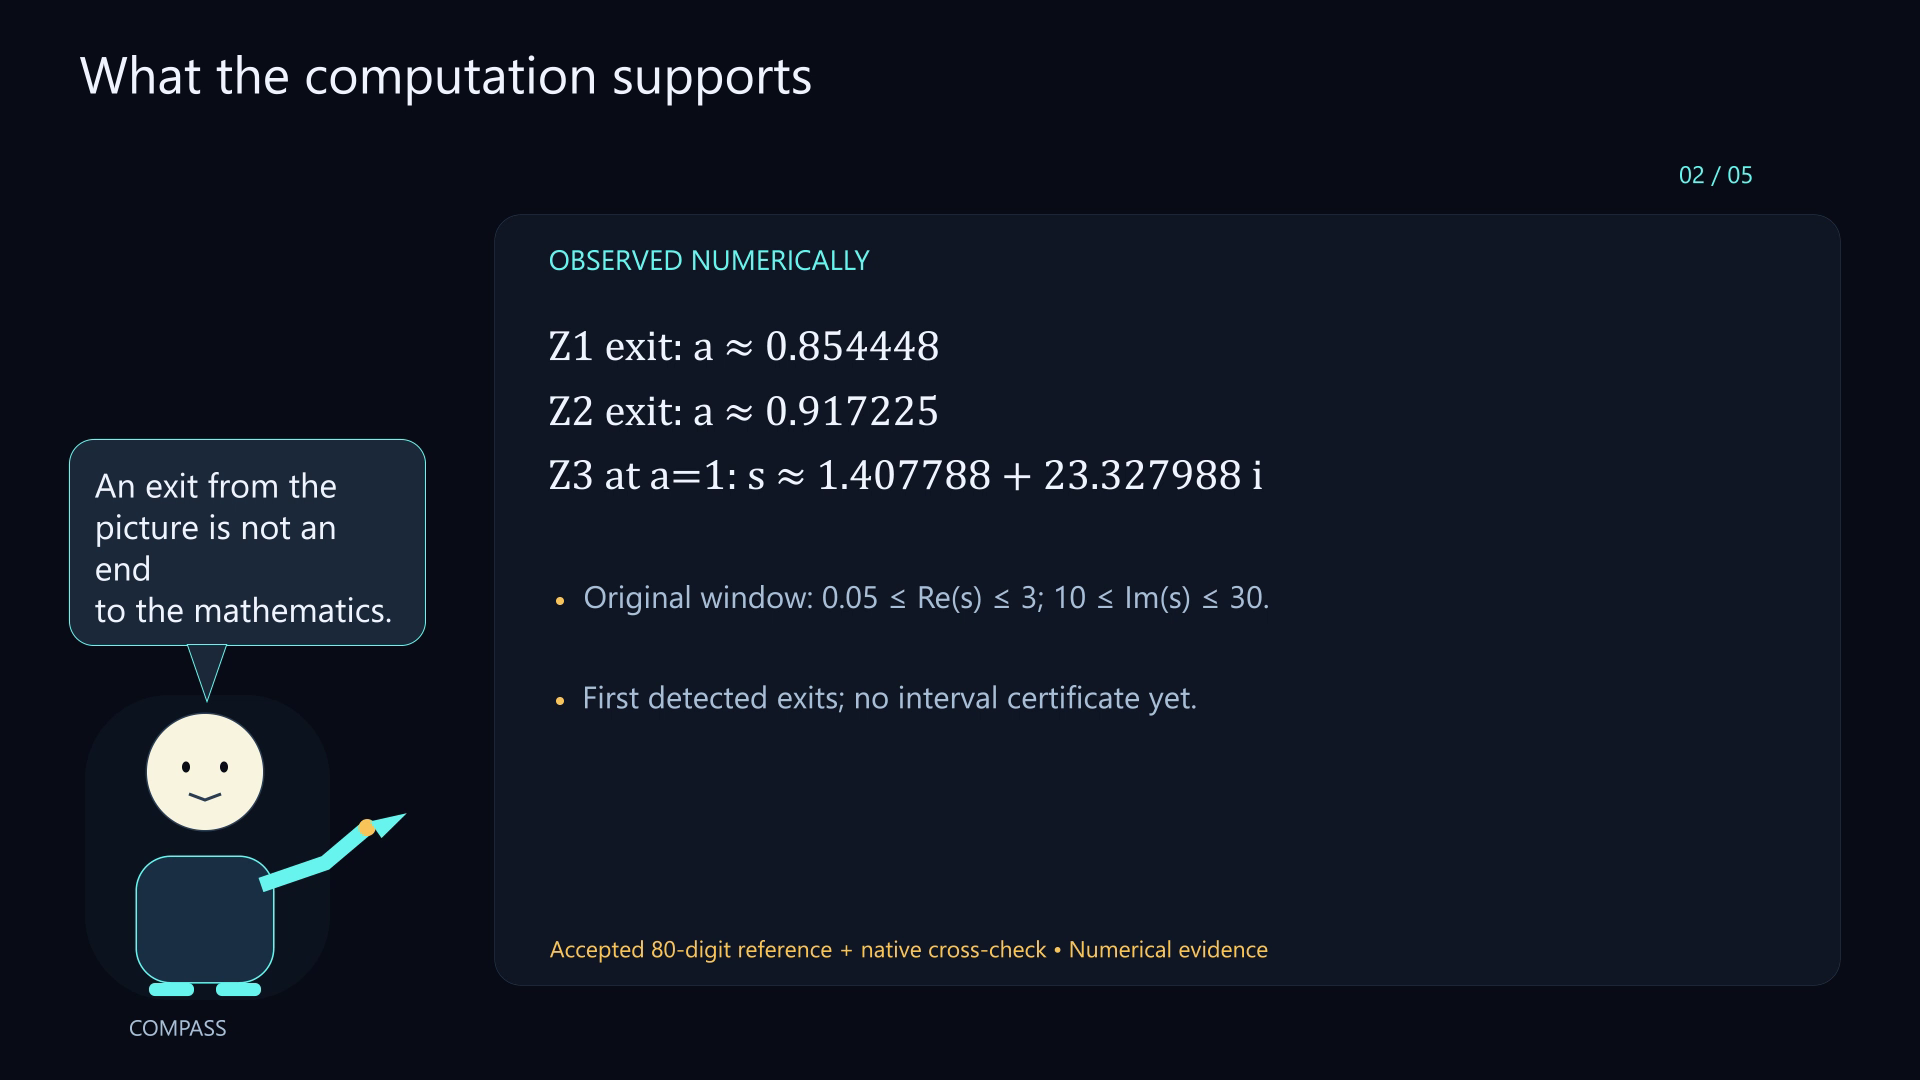 What the computation supports
02 / 05
OBSERVED NUMERICALLY
Z1 exit: a ≈ 0.854448
Z2 exit: a ≈ 0.917225
Z3 at a=1: s ≈ 1.407788 + 23.327988 i
• Original window: 0.05 ≤ Re(s) ≤ 3; 10 ≤ Im(s) ≤ 30.
• First detected exits; no interval certificate yet.
Accepted 80-digit reference + native cross-check • Numerical evidence
An exit from the
picture is not an
end
to the mathematics.
COMPASS